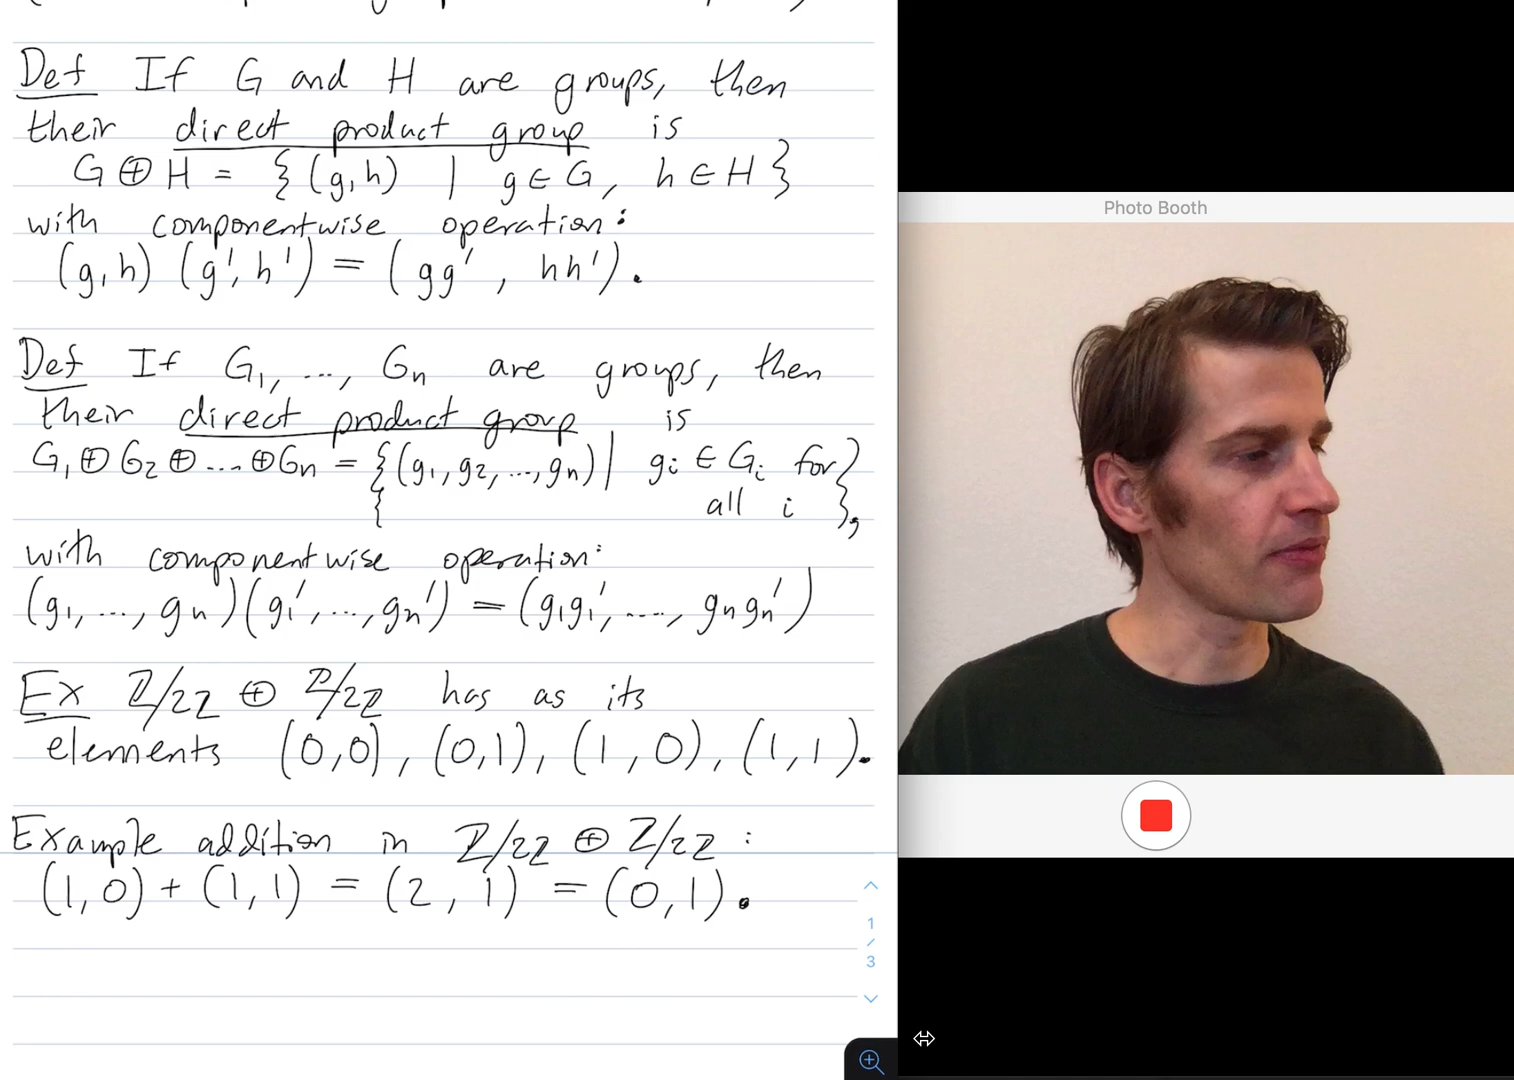 Def If G and H are groups, then
their direct product group is
G ⊕ H = {(g,h) | g ∈ G, h ∈ H}
with componentwise operation:
(g,h) (g',h') = (gg', hh').
Def If G₁, ..., Gₙ are groups, then
their direct product group is
G₁ ⊕ G₂ ⊕ ... ⊕ Gₙ = {(g₁, g₂, ..., gₙ) | gᵢ ∈ Gᵢ for
all i},
with componentwise operation:
(g₁, ..., gₙ)(g₁', ..., gₙ') = (g₁g₁', ..., gₙgₙ')
Ex ℤ/2ℤ ⊕ ℤ/2ℤ has as its
elements (0,0), (0,1), (1,0), (1,1).
Example addition in ℤ/2ℤ ⊕ ℤ/2ℤ:
(1,0) + (1,1) = (2,1) = (0,1).
1
/
3
Photo Booth